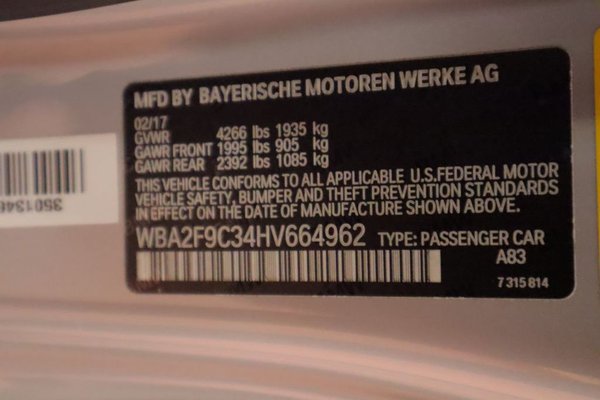 MFD BY BAYERISCHE MOTOREN WERKE AG
02/17
GVWR 4266 lbs 1935 kg
GAWR FRONT 1995 lbs 905 kg
GAWR REAR 2392 lbs 1085 kg
THIS VEHICLE CONFORMS TO ALL APPLICABLE U.S.FEDERAL MOTOR
VEHICLE SAFETY, BUMPER AND THEFT PREVENTION STANDARDS
IN EFFECT ON THE DATE OF MANUFACTURE SHOWN ABOVE.
WBA2F9C34HV664962 TYPE: PASSENGER CAR
A83
7 315 814
3501346